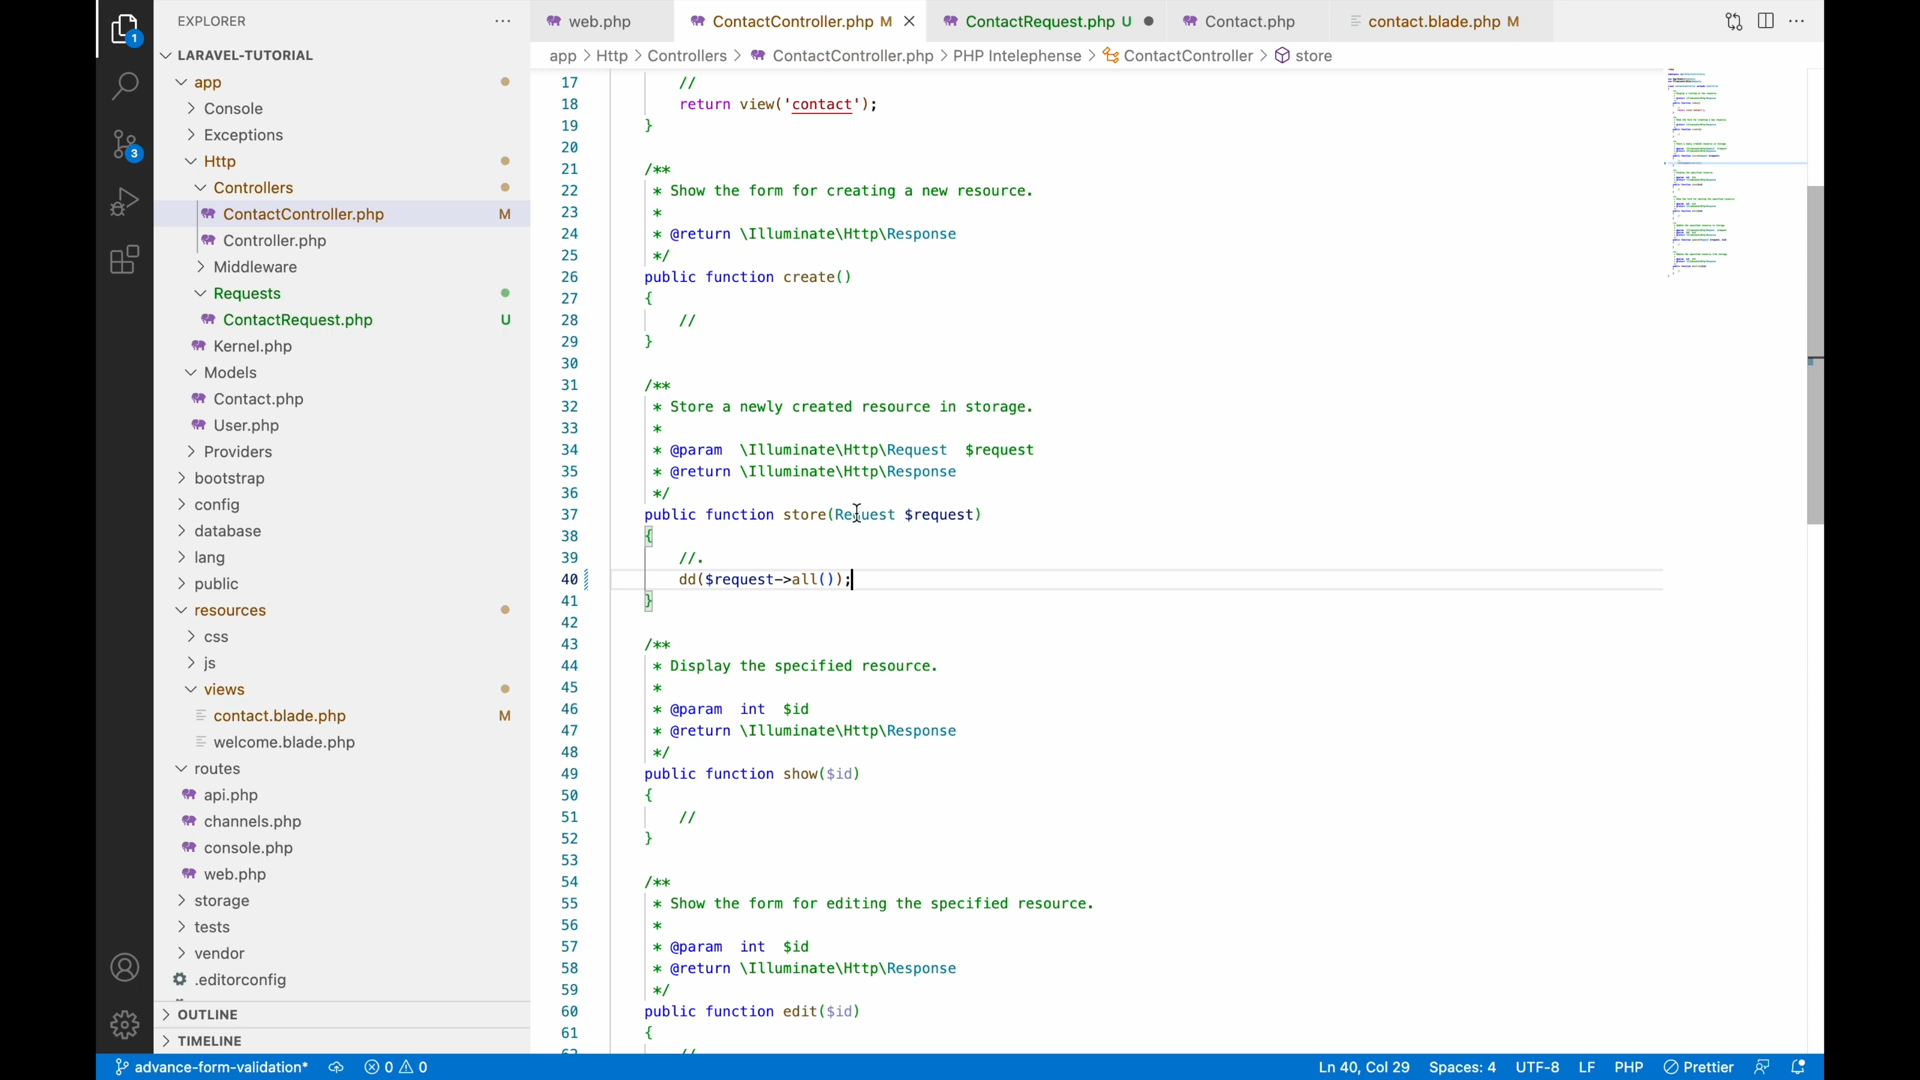 EXPLORER
LARAVEL-TUTORIAL
app
Console
Exceptions
Http
Controllers
ContactController.php M
Controller.php
Middleware
Requests
ContactRequest.php U
Kernel.php
Models
Contact.php
User.php
Providers
bootstrap
config
database
lang
public
resources
css
js
views
contact.blade.php M
welcome.blade.php
routes
api.php
channels.php
console.php
web.php
storage
tests
vendor
.editorconfig
OUTLINE
TIMELINE
1
3
web.php ContactController.php M ContactRequest.php U Contact.php contact.blade.php M
app > Http > Controllers > ContactController.php > PHP Intelephense > ContactController > store
17 //
18 return view('contact');
19 }
20
21 /**
22 * Show the form for creating a new resource.
23 *
24 * @return \Illuminate\Http\Response
25 */
26 public function create()
27 {
28 //
29 }
30
31 /**
32 * Store a newly created resource in storage.
33 *
34 * @param \Illuminate\Http\Request $request
35 * @return \Illuminate\Http\Response
36 */
37 public function store(Request $request)
38 {
39 //.
40 dd($request->all());
41 }
42
43 /**
44 * Display the specified resource.
45 *
46 * @param int $id
47 * @return \Illuminate\Http\Response
48 */
49 public function show($id)
50 {
51 //
52 }
53
54 /**
55 * Show the form for editing the specified resource.
56 *
57 * @param int $id
58 * @return \Illuminate\Http\Response
59 */
60 public function edit($id)
61 {
advance-form-validation* 0 0 Ln 40, Col 29 Spaces: 4 UTF-8 LF PHP Prettier